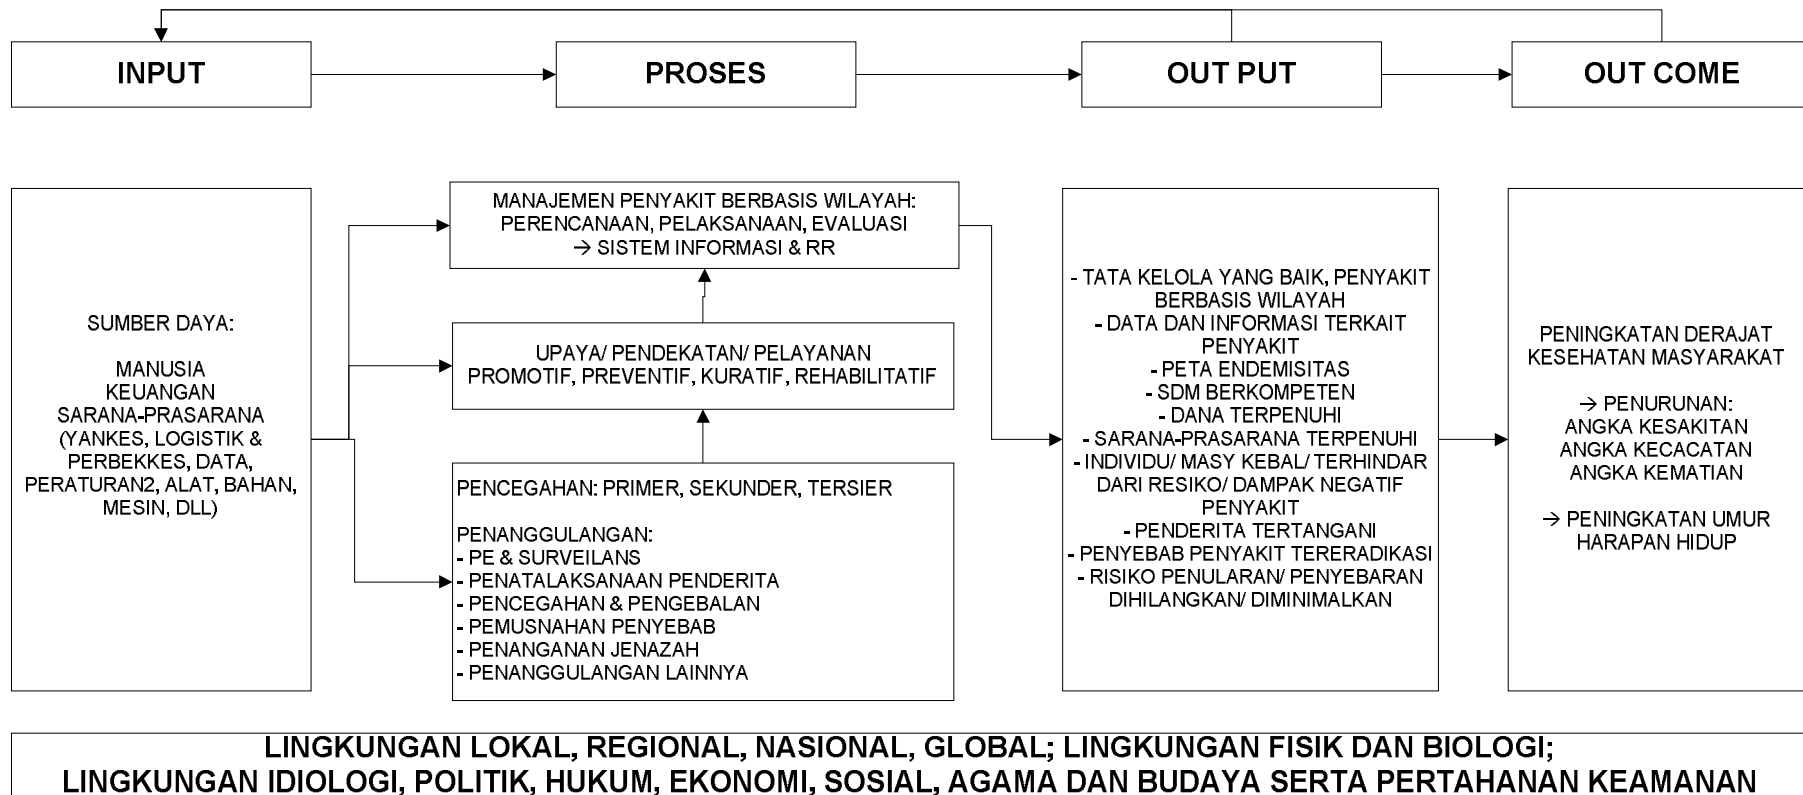 INPUT
PROSES
OUT PUT
OUT COME
SUMBER DAYA:
MANUSIA
KEUANGAN
SARANA-PRASARANA
(YANKES, LOGISTIK &
PERBEKKES, DATA,
PERATURAN2, ALAT, BAHAN,
MESIN, DLL)
MANAJEMEN PENYAKIT BERBASIS WILAYAH:
PERENCANAAN, PELAKSANAAN, EVALUASI
→ SISTEM INFORMASI & RR
UPAYA/ PENDEKATAN/ PELAYANAN
PROMOTIF, PREVENTIF, KURATIF, REHABILITATIF
PENCEGAHAN: PRIMER, SEKUNDER, TERSIER
PENANGGULANGAN:
- PE & SURVEILANS
- PENATALAKSANAAN PENDERITA
- PENCEGAHAN & PENGEBALAN
- PEMUSNAHAN PENYEBAB
- PENANGANAN JENAZAH
- PENANGGULANGAN LAINNYA
- TATA KELOLA YANG BAIK, PENYAKIT
BERBASIS WILAYAH
- DATA DAN INFORMASI TERKAIT
PENYAKIT
- PETA ENDEMISITAS
- SDM BERKOMPETEN
- DANA TERPENUHI
- SARANA-PRASARANA TERPENUHI
- INDIVIDU/ MASY KEBAL/ TERHINDAR
DARI RESIKO/ DAMPAK NEGATIF
PENYAKIT
- PENDERITA TERTANGANI
- PENYEBAB PENYAKIT TERERADIKASI
- RISIKO PENULARAN/ PENYEBARAN
DIHILANGKAN/ DIMINIMALKAN
PENINGKATAN DERAJAT
KESEHATAN MASYARAKAT
→ PENURUNAN:
ANGKA KESAKITAN
ANGKA KECACATAN
ANGKA KEMATIAN
→ PENINGKATAN UMUR
HARAPAN HIDUP
LINGKUNGAN LOKAL, REGIONAL, NASIONAL, GLOBAL; LINGKUNGAN FISIK DAN BIOLOGI;
LINGKUNGAN IDIOLOGI, POLITIK, HUKUM, EKONOMI, SOSIAL, AGAMA DAN BUDAYA SERTA PERTAHANAN KEAMANAN